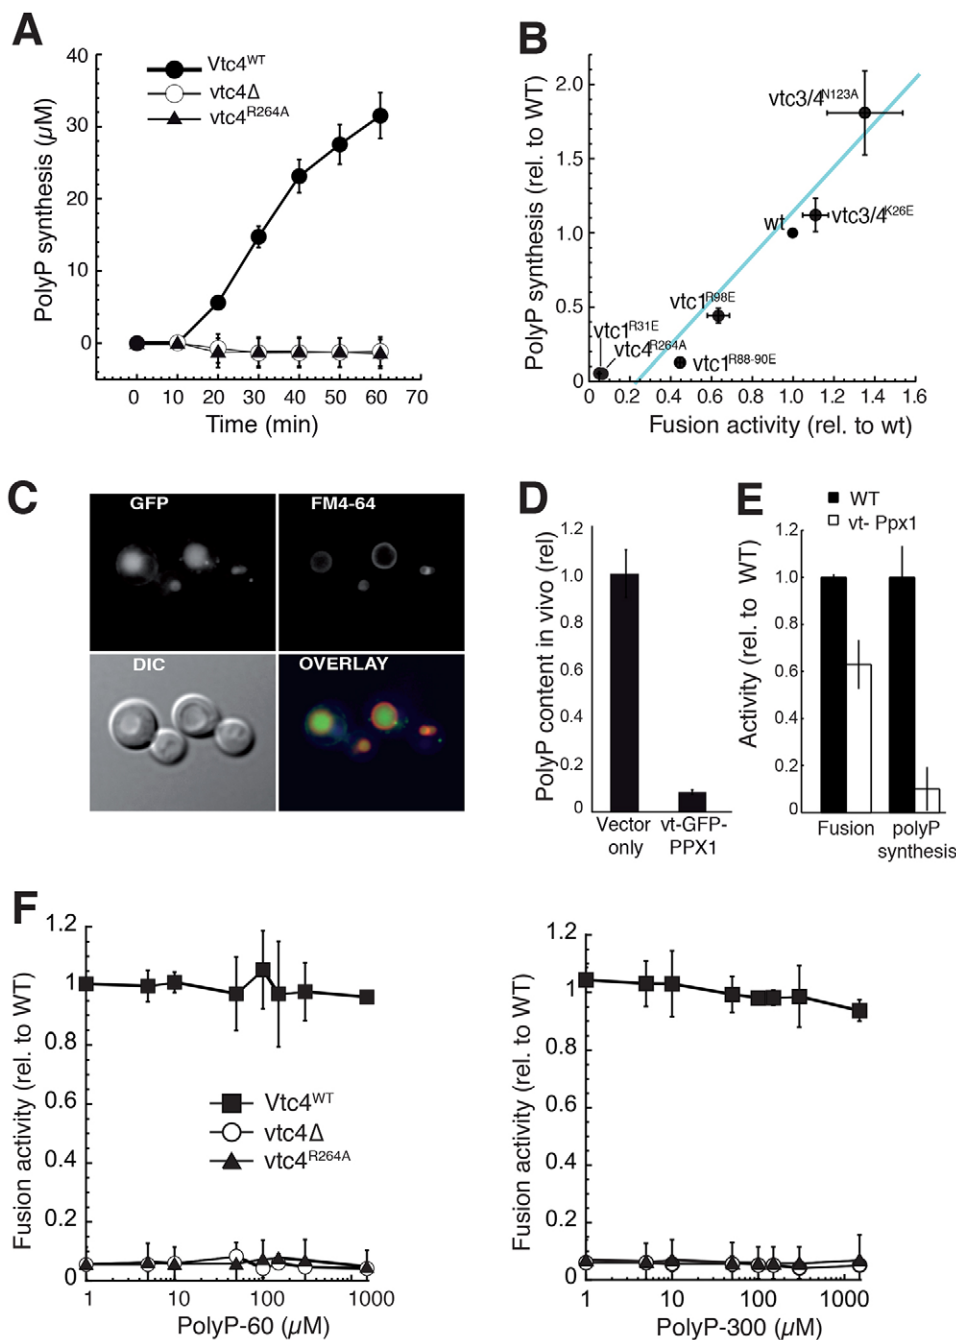 A
PolyP synthesis (µM)
40
30
20
10
0
0 10 20 30 40 50 60 70
Time (min)
Vtc4WT
vtc4Δ
vtc4R264A
B
PolyP synthesis (rel. to WT)
2.0
1.5
1.0
0.5
0
0 0.2 0.4 0.6 0.8 1.0 1.2 1.4 1.6
Fusion activity (rel. to wt)
vtc3/4N123A
vtc3/4K26E
wt
vtc1R98E
vtc1R31E
vtc4R264A
vtc1R88-90E
C
GFP
FM4-64
DIC
OVERLAY
D
PolyP content in vivo (rel)
1.2
1.0
0.8
0.6
0.4
0.2
0
Vector only
vt-GFP-PPX1
E
WT
vt- Ppx1
Activity (rel. to WT)
1.2
1.0
0.8
0.6
0.4
0.2
0
Fusion
polyP synthesis
F
Fusion activity (rel. to WT)
1.2
1
0.8
0.6
0.4
0.2
0
1 10 100 1000
PolyP-60 (µM)
Vtc4WT
vtc4Δ
vtc4R264A
Fusion activity (rel. to WT)
1.2
1
0.8
0.6
0.4
0.2
0
1 10 100 1000
PolyP-300 (µM)